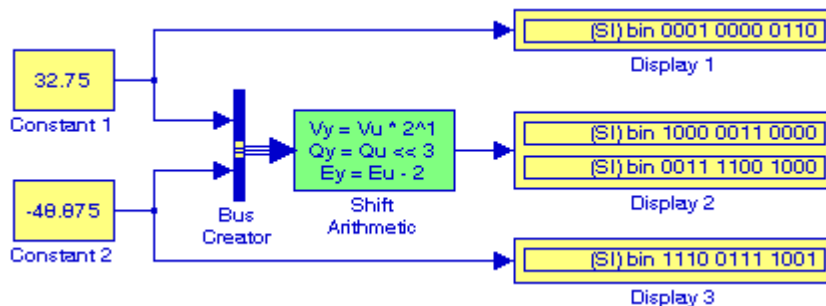 (SI) bin 0001 0000 0110
Display 1
32.75
Constant 1
Vy = Vu * 2^1
Qy = Qu << 3
Ey = Eu - 2
(SI) bin 1000 0011 0000
(SI) bin 0011 1100 1000
Display 2
-48.875
Constant 2
Bus
Creator
Shift
Arithmetic
(SI) bin 1110 0111 1001
Display 3